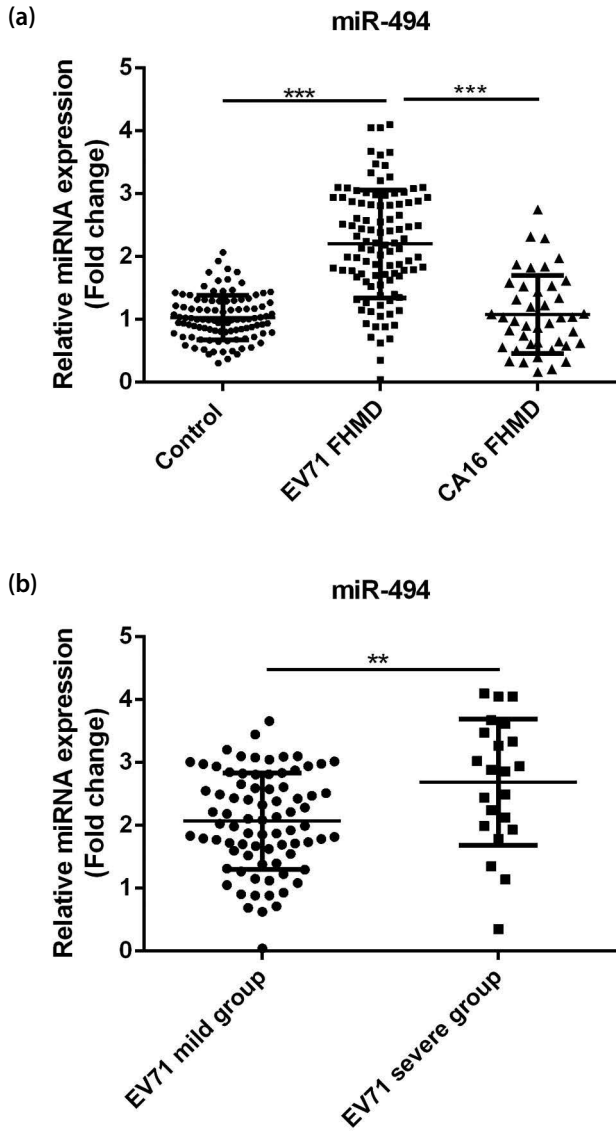 (a)
miR-494
Relative miRNA expression
(Fold change)
5
4
3
2
1
0
***
***
Control
EV71 FHMD
CA16 FHMD
(b)
miR-494
Relative miRNA expression
(Fold change)
5
4
3
2
1
0
**
EV71 mild group
EV71 severe group